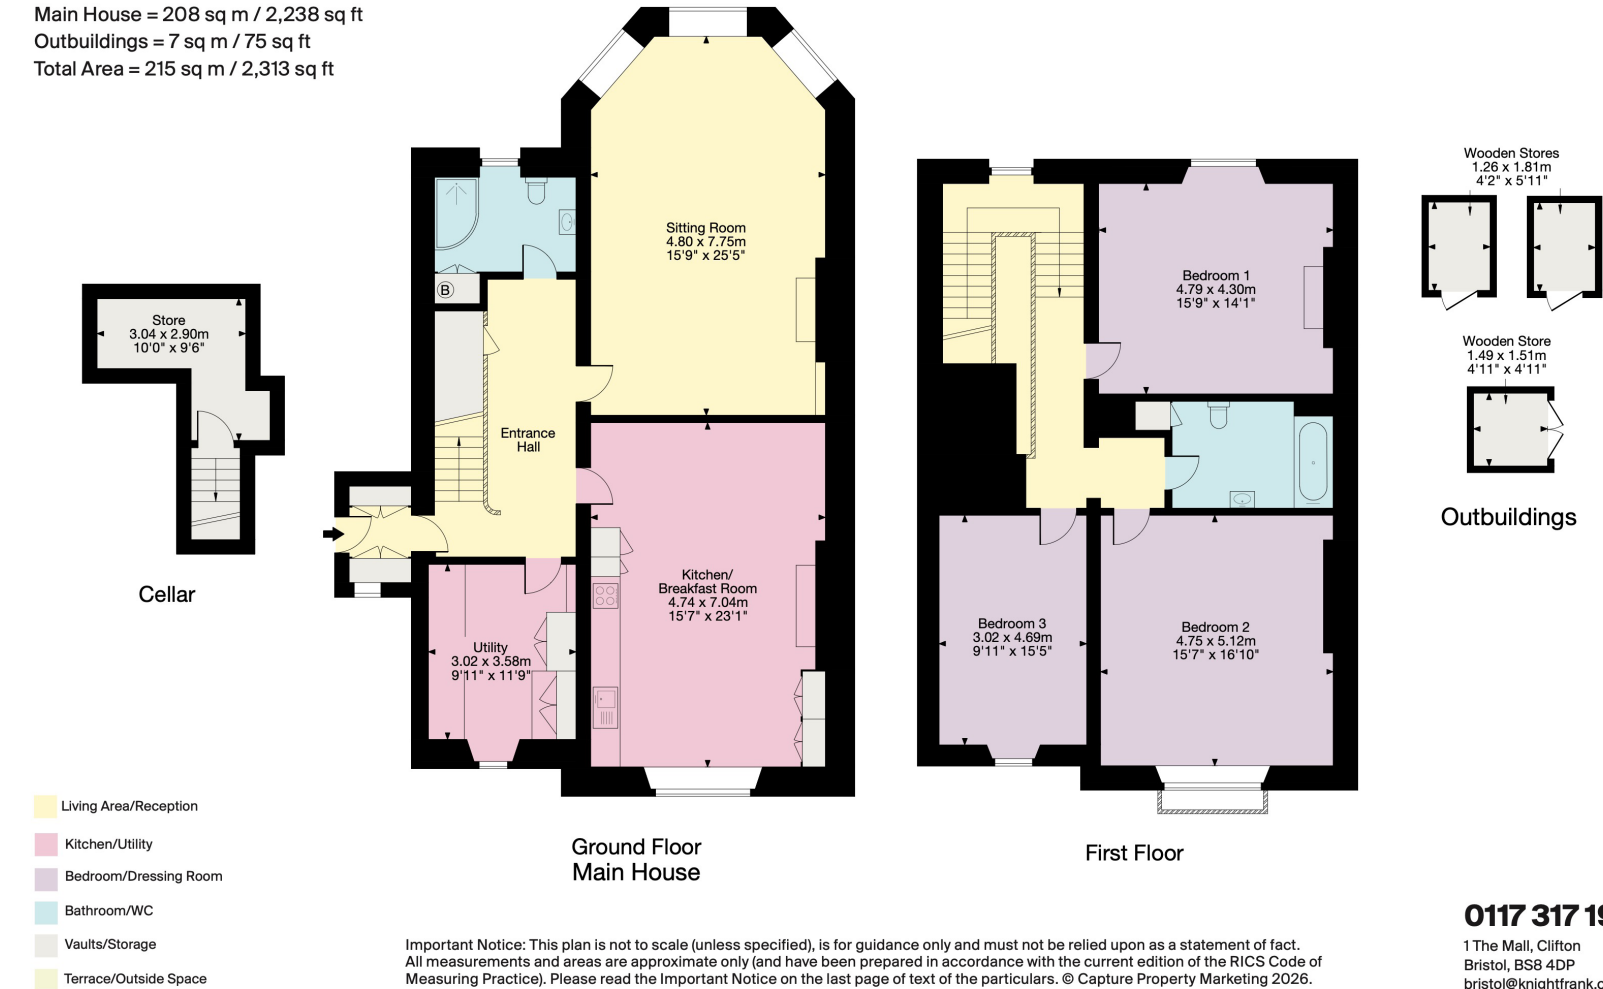 Main House = 208 sq m / 2,238 sq ft
Outbuildings = 7 sq m / 75 sq ft
Total Area = 215 sq m / 2,313 sq ft
Store
3.04 x 2.90m
10'0" x 9'6"
Cellar
B
Sitting Room
4.80 x 7.75m
15'9" x 25'5"
Entrance
Hall
Kitchen/
Breakfast Room
4.74 x 7.04m
15'7" x 23'1"
Utility
3.02 x 3.58m
9'11" x 11'9"
Ground Floor
Main House
Bedroom 1
4.79 x 4.30m
15'9" x 14'1"
Bedroom 3
3.02 x 4.69m
9'11" x 15'5"
Bedroom 2
4.75 x 5.12m
15'7" x 16'10"
First Floor
Wooden Stores
1.26 x 1.81m
4'2" x 5'11"
Wooden Store
1.49 x 1.51m
4'11" x 4'11"
Outbuildings
Living Area/Reception
Kitchen/Utility
Bedroom/Dressing Room
Bathroom/WC
Vaults/Storage
Terrace/Outside Space
Important Notice: This plan is not to scale (unless specified), is for guidance only and must not be relied upon as a statement of fact.
All measurements and areas are approximate only (and have been prepared in accordance with the current edition of the RICS Code of
Measuring Practice). Please read the Important Notice on the last page of text of the particulars. © Capture Property Marketing 2026.
0117 317 19
1 The Mall, Clifton
Bristol, BS8 4DP
bristol@knightfrank.c